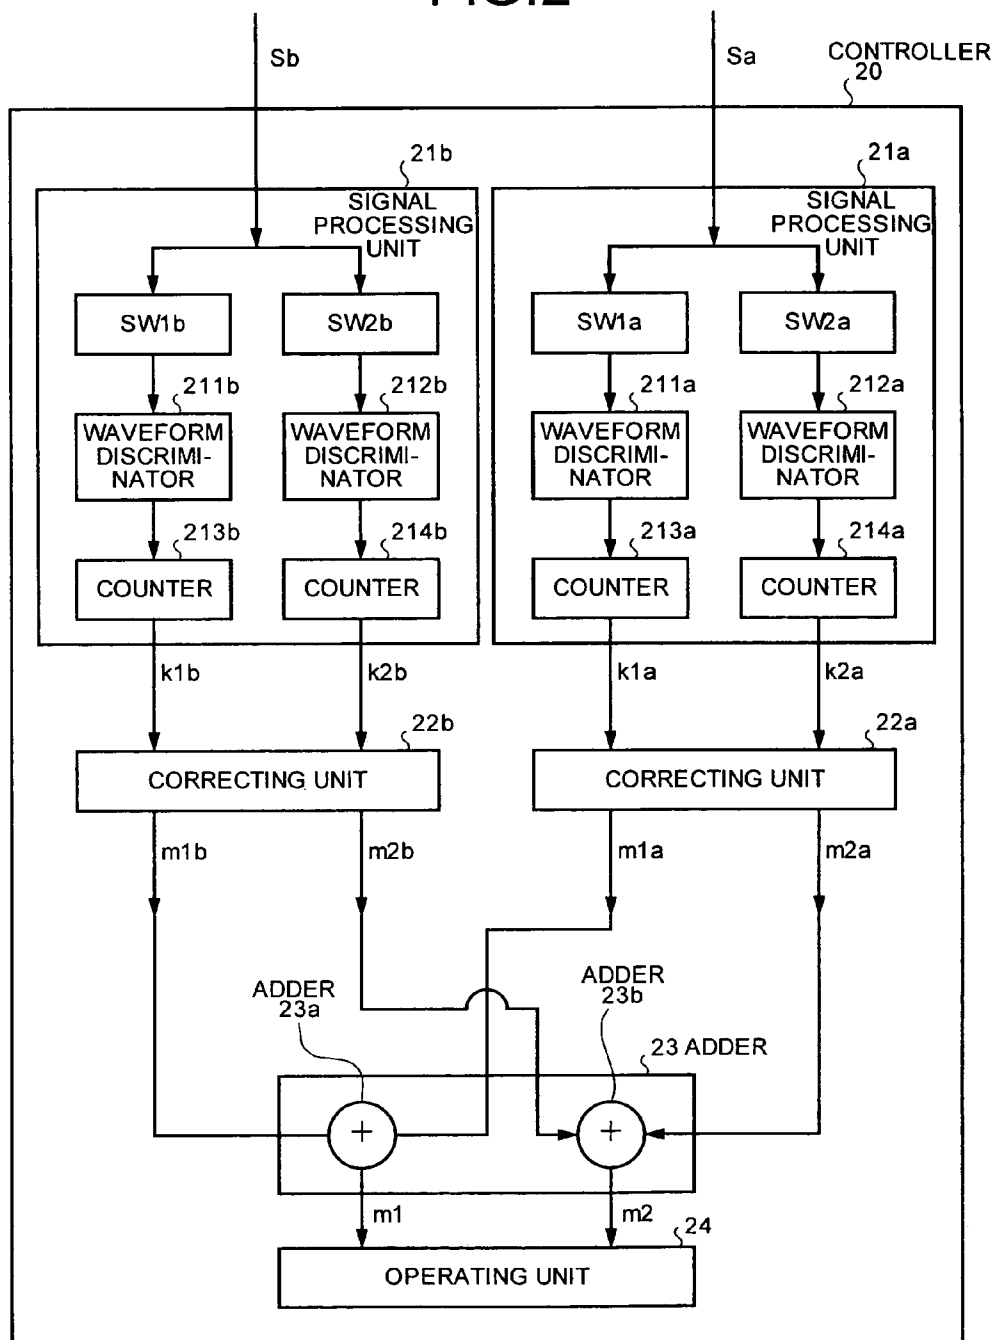 FIG.2
Sb
Sa
CONTROLLER
20
21b
21a
SIGNAL
PROCESSING
UNIT
SIGNAL
PROCESSING
UNIT
SW1b
SW2b
SW1a
SW2a
211b
212b
211a
212a
WAVEFORM
DISCRIMI-
NATOR
WAVEFORM
DISCRIMI-
NATOR
WAVEFORM
DISCRIMI-
NATOR
WAVEFORM
DISCRIMI-
NATOR
213b
214b
213a
214a
COUNTER
COUNTER
COUNTER
COUNTER
k1b
k2b
k1a
k2a
22b
22a
CORRECTING UNIT
CORRECTING UNIT
m1b
m2b
m1a
m2a
ADDER
23a
ADDER
23b
23 ADDER
+
+
m1
m2
24
OPERATING UNIT